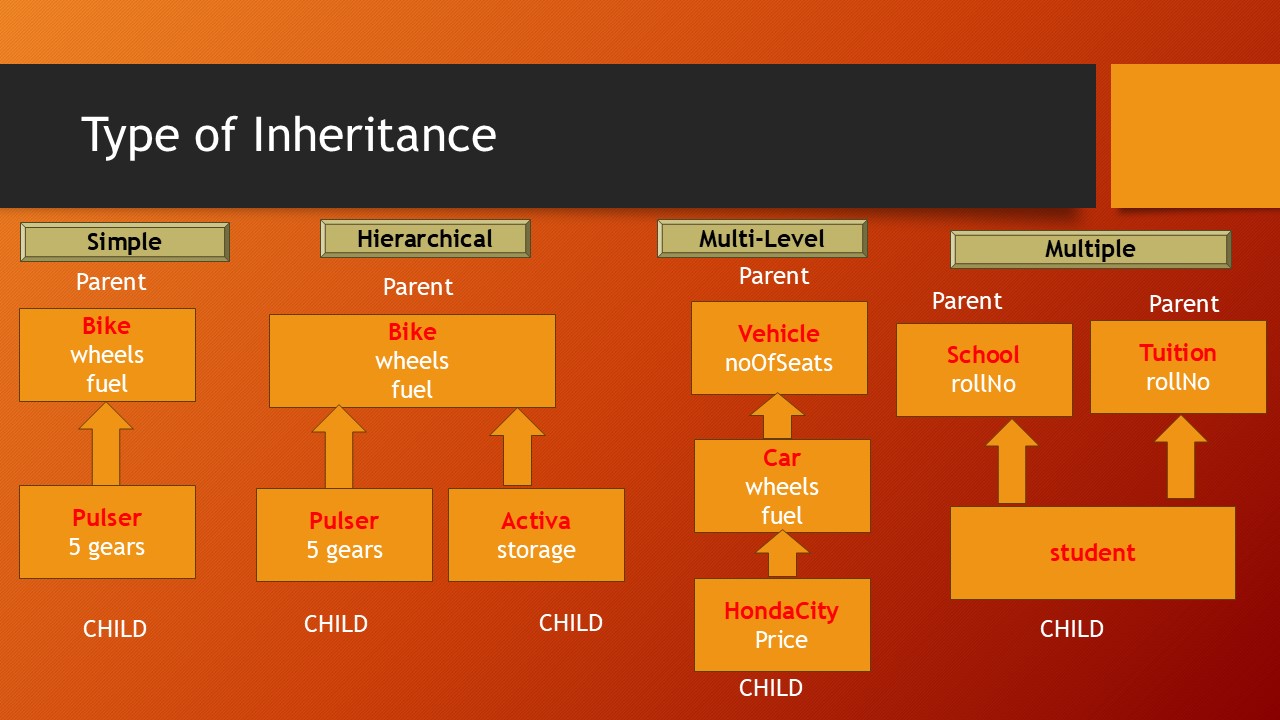 Type of Inheritance
Simple
Parent
Bike
wheels
fuel
Pulser
5 gears
CHILD
Hierarchical
Parent
Bike
wheels
fuel
Pulser
5 gears
Activa
storage
CHILD
CHILD
Multi-Level
Parent
Vehicle
noOfSeats
Car
wheels
fuel
HondaCity
Price
CHILD
Multiple
Parent
Parent
School
rollNo
Tuition
rollNo
student
CHILD